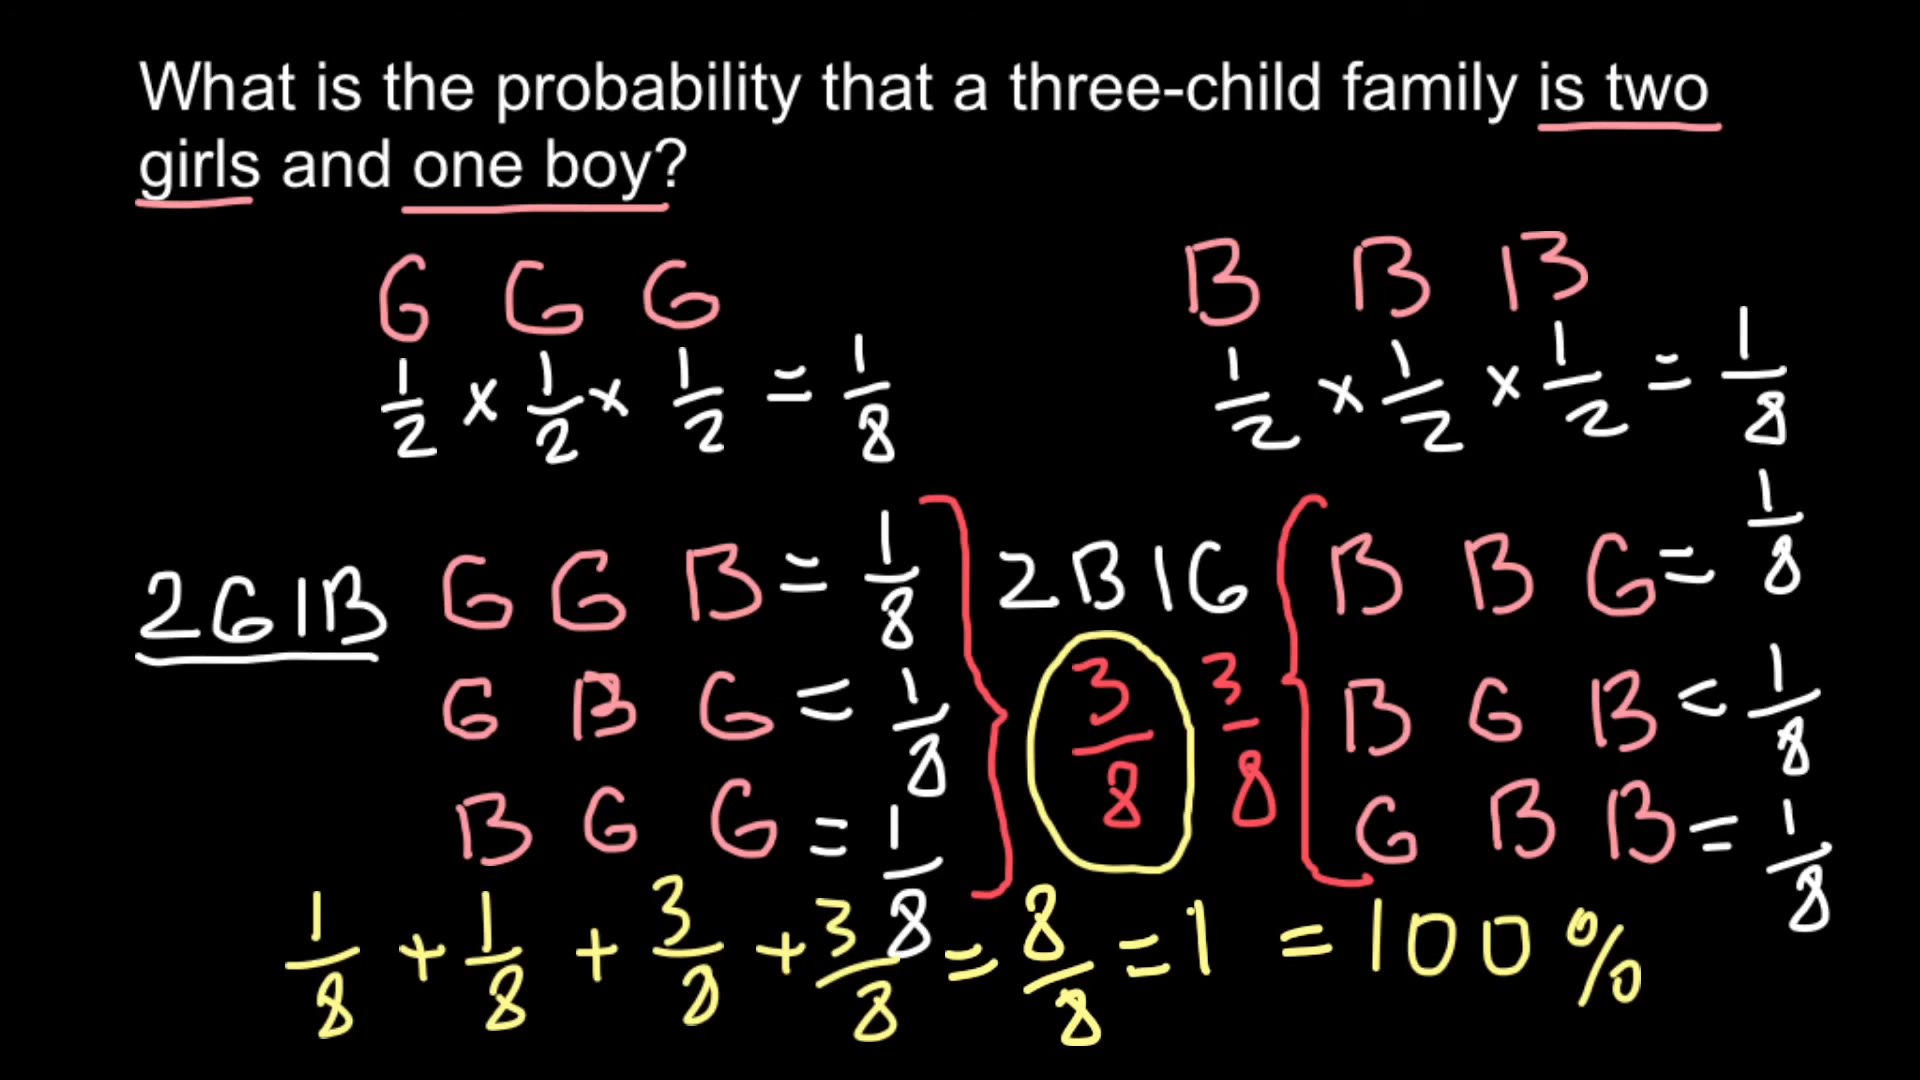 What is the probability that a three-child family is two
girls and one boy?
G G G
1/2 x 1/2 x 1/2 = 1/8
B B B
1/2 x 1/2 x 1/2 = 1/8
2G1B
G G B = 1/8
G B G = 1/8
B G G = 1/8
3/8
2B1G
3/8
B B G = 1/8
B G B = 1/8
G B B = 1/8
1/8 + 1/8 + 3/8 + 3/8 = 8/8 = 1 = 100%